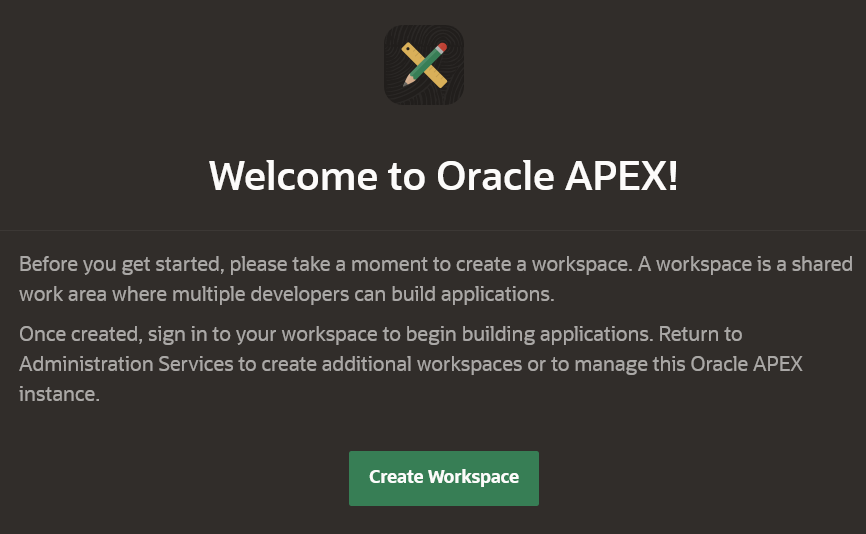 Welcome to Oracle APEX!
Before you get started, please take a moment to create a workspace. A workspace is a shared
work area where multiple developers can build applications.
Once created, sign in to your workspace to begin building applications. Return to
Administration Services to create additional workspaces or to manage this Oracle APEX
instance.
Create Workspace